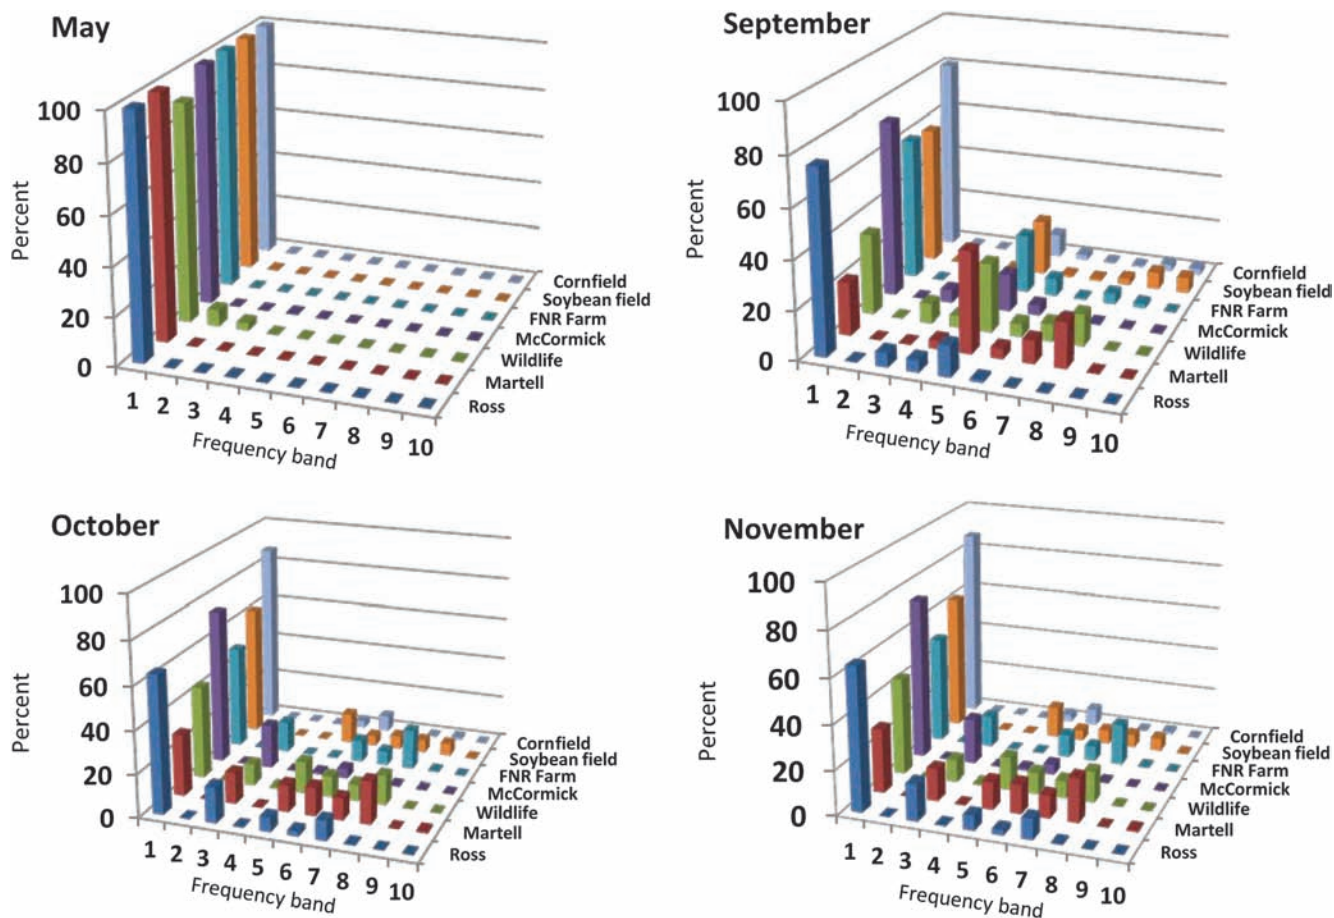 May
Percent
100
80
60
40
20
0
1 2 3 4 5 6 7 8 9 10
Frequency band
Cornfield
Soybean field
FNR Farm
McCormick
Wildlife
Martell
Ross
September
Percent
100
80
60
40
20
0
1 2 3 4 5 6 7 8 9 10
Frequency band
Cornfield
Soybean field
FNR Farm
McCormick
Wildlife
Martell
Ross
October
Percent
100
80
60
40
20
0
1 2 3 4 5 6 7 8 9 10
Frequency band
Cornfield
Soybean field
FNR Farm
McCormick
Wildlife
Martell
Ross
November
Percent
100
80
60
40
20
0
1 2 3 4 5 6 7 8 9 10
Frequency band
Cornfield
Soybean field
FNR Farm
McCormick
Wildlife
Martell
Ross